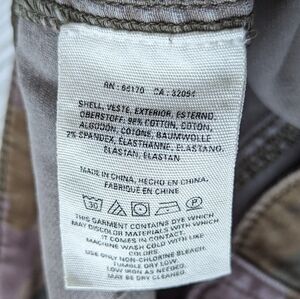 RN: 66170 CA: 32054
SHELL, VESTE, EXTERIOR, ESTERNO,
OBERSTOFF: 98% COTTON, COTON,
ALGODÓN, COTONE, BAUMWOLLE
2% SPANDEX, ELASTHANNE, ELASTANO,
ELASTAN, ELASTAN
MADE IN CHINA, HECHO EN CHINA,
FABRIQUÉ EN CHINE
30 P
THIS GARMENT CONTAINS DYE WHICH
MAY DISCOLOR MATERIALS WITH WHICH
IT COMES IN CONTACT.
MACHINE WASH COLD WITH LIKE
COLORS.
USE ONLY NON-CHLORINE BLEACH.
TUMBLE DRY LOW.
LOW IRON AS NEEDED.
MAY BE DRY CLEANED.